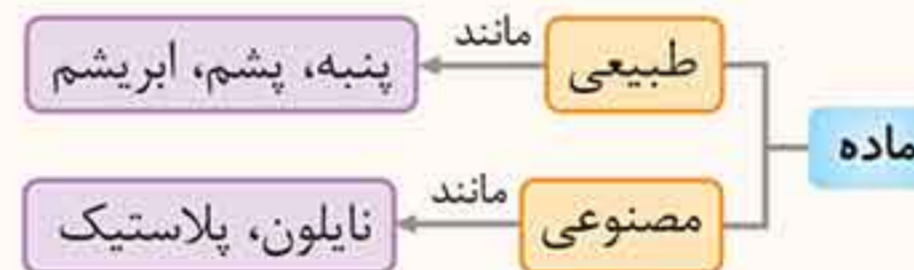 ماده
طبیعی
مانند
پنبه، پشم، ابریشم
مصنوعی
مانند
نایلون، پلاستیک